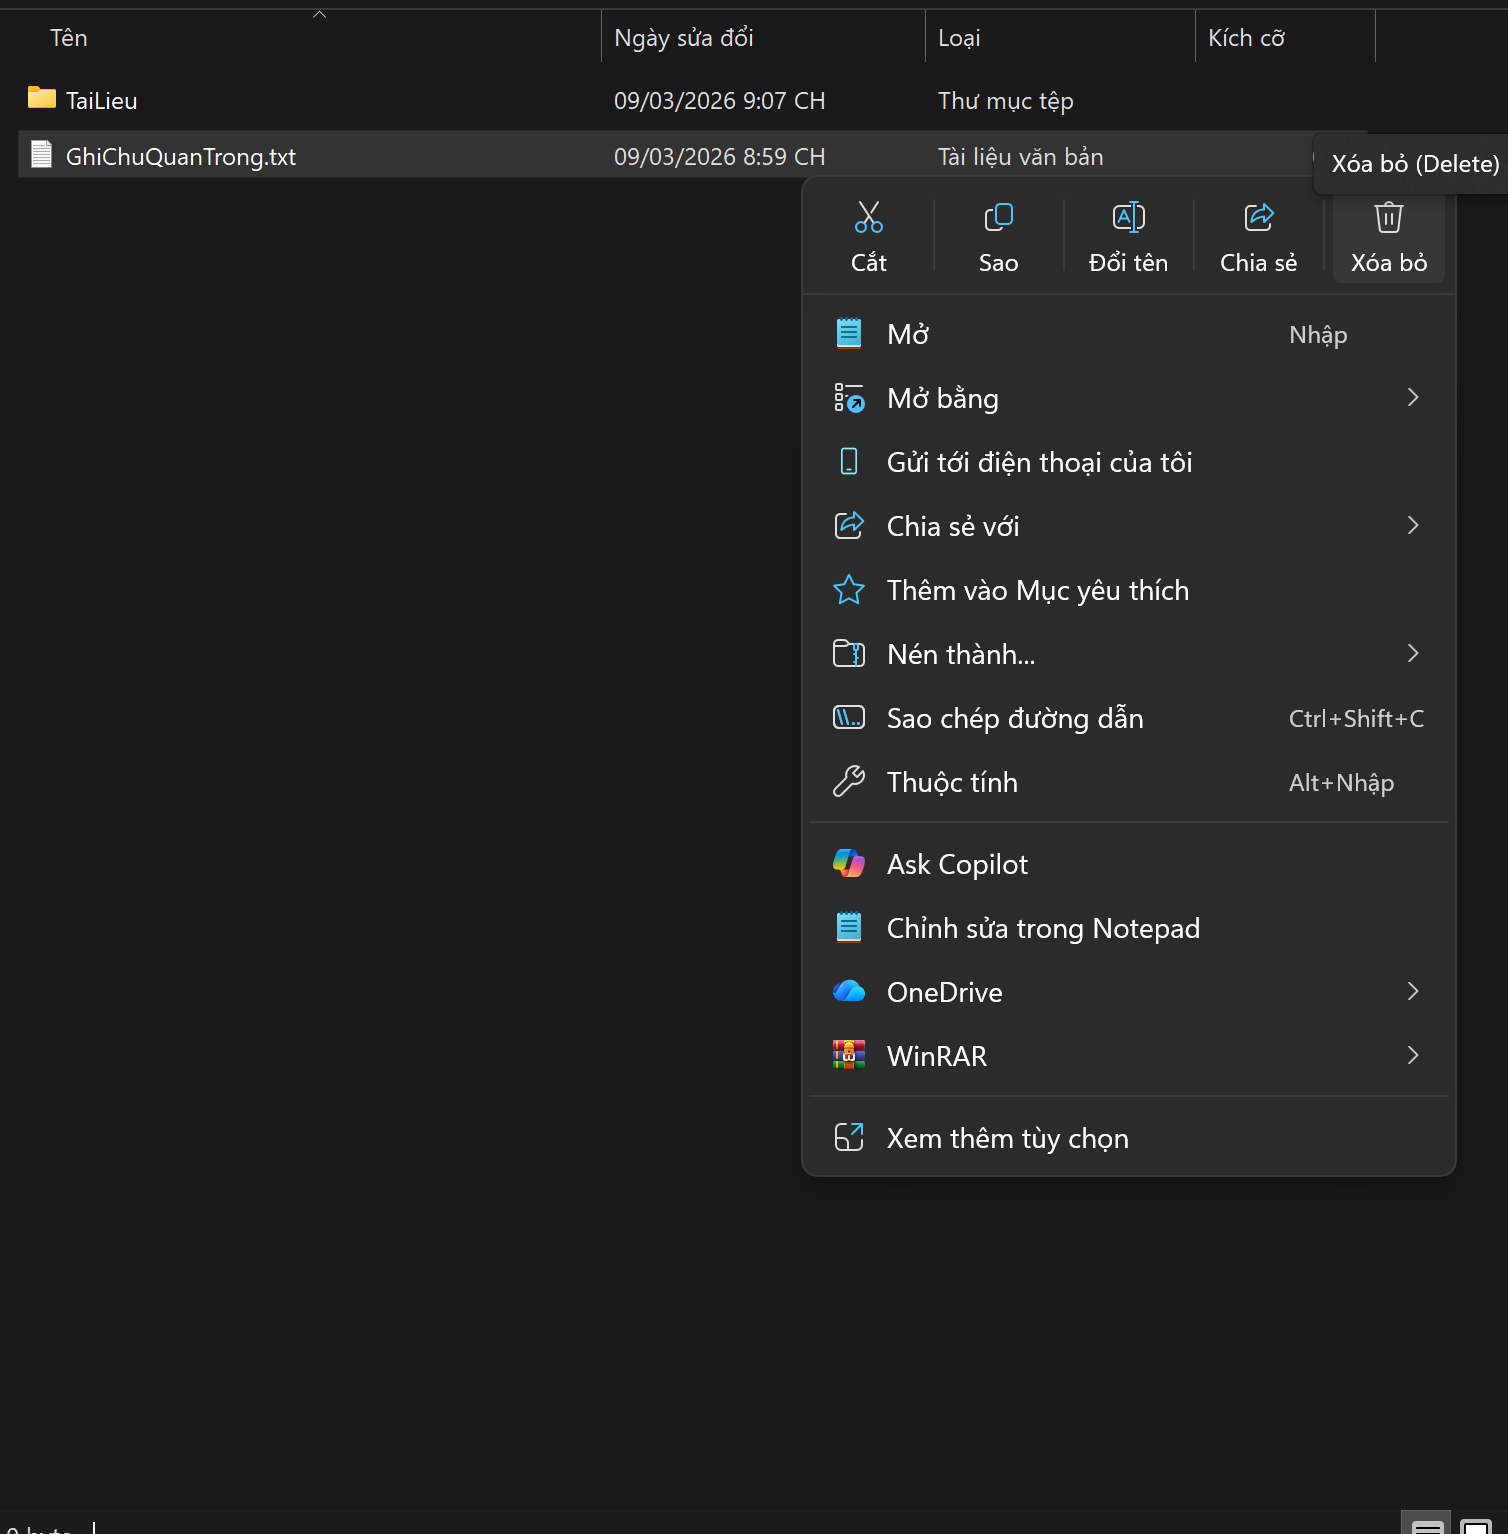 Tên Ngày sửa đổi Loại Kích cỡ
TaiLieu 09/03/2026 9:07 CH Thư mục tệp
GhiChuQuanTrong.txt 09/03/2026 8:59 CH Tài liệu văn bản
Xóa bỏ (Delete)
Cắt Sao Đổi tên Chia sẻ Xóa bỏ
Mở Nhập
Mở bằng
Gửi tới điện thoại của tôi
Chia sẻ với
Thêm vào Mục yêu thích
Nén thành...
Sao chép đường dẫn Ctrl+Shift+C
Thuộc tính Alt+Nhập
Ask Copilot
Chỉnh sửa trong Notepad
OneDrive
WinRAR
Xem thêm tùy chọn